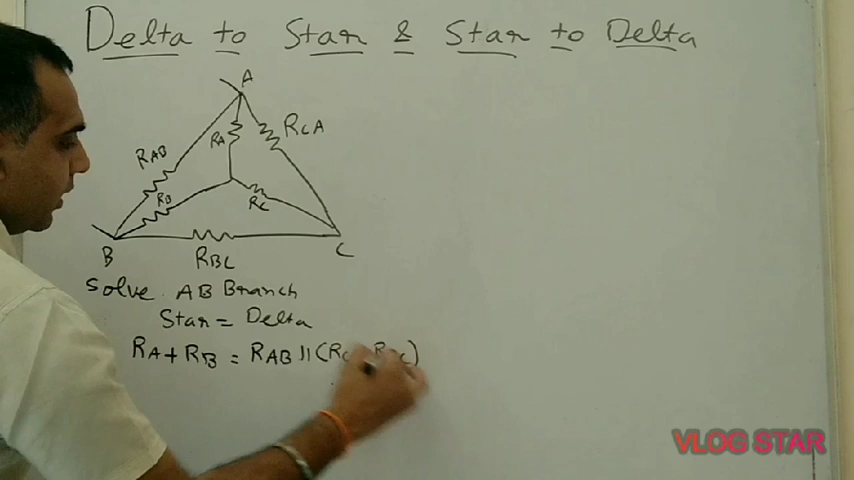 Delta to Star & Star to Delta
A
RA
RCA
RAB
RB
RC
B
RBC
C
Solve AB Branch
Star = Delta
RA + RB = RAB || (
VLOG STAR